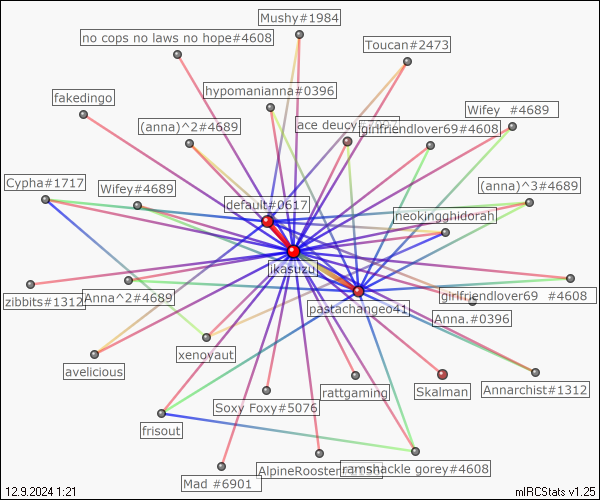 Mushy#1984
no cops no laws no hope#4608
Toucan#2473
hypomanianna#0396
fakedingo
Wifey #4689
ace deucy
(anna)^2#4689
girlfriendlover69#4608
Cypha#1717
Wifey#4689
(anna)^3#4689
default#0617
neokingghidorah
jkasuzu
zibbits#1312
Anna^2#4689
girlfriendlover69 #4608
pastachangeo41
Anna.#0396
xenoyaut
avelicious
rattgaming
Skalman
Annarchist#1312
Soxy Foxy#5076
frisout
AlpineRooster
ramshackle gorey#4608
Mad #6901
12.9.2024 1:21
mIRCStats v1.25